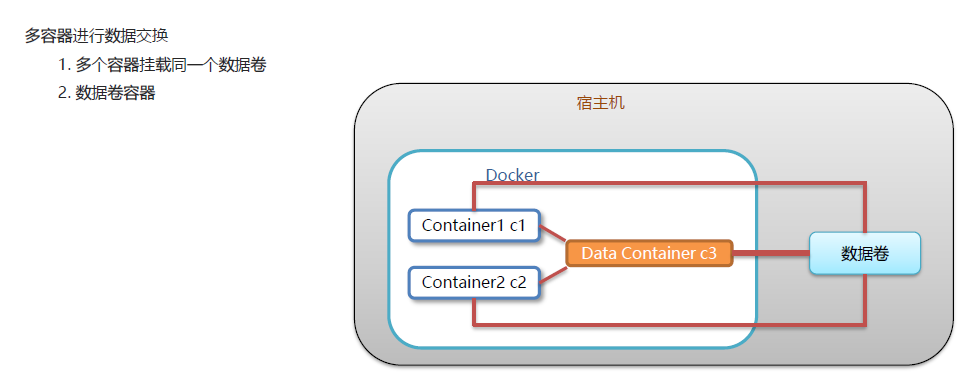 多容器进行数据交换
1. 多个容器挂载同一个数据卷
2. 数据卷容器
宿主机
Docker
Container1 c1
Data Container c3
数据卷
Container2 c2